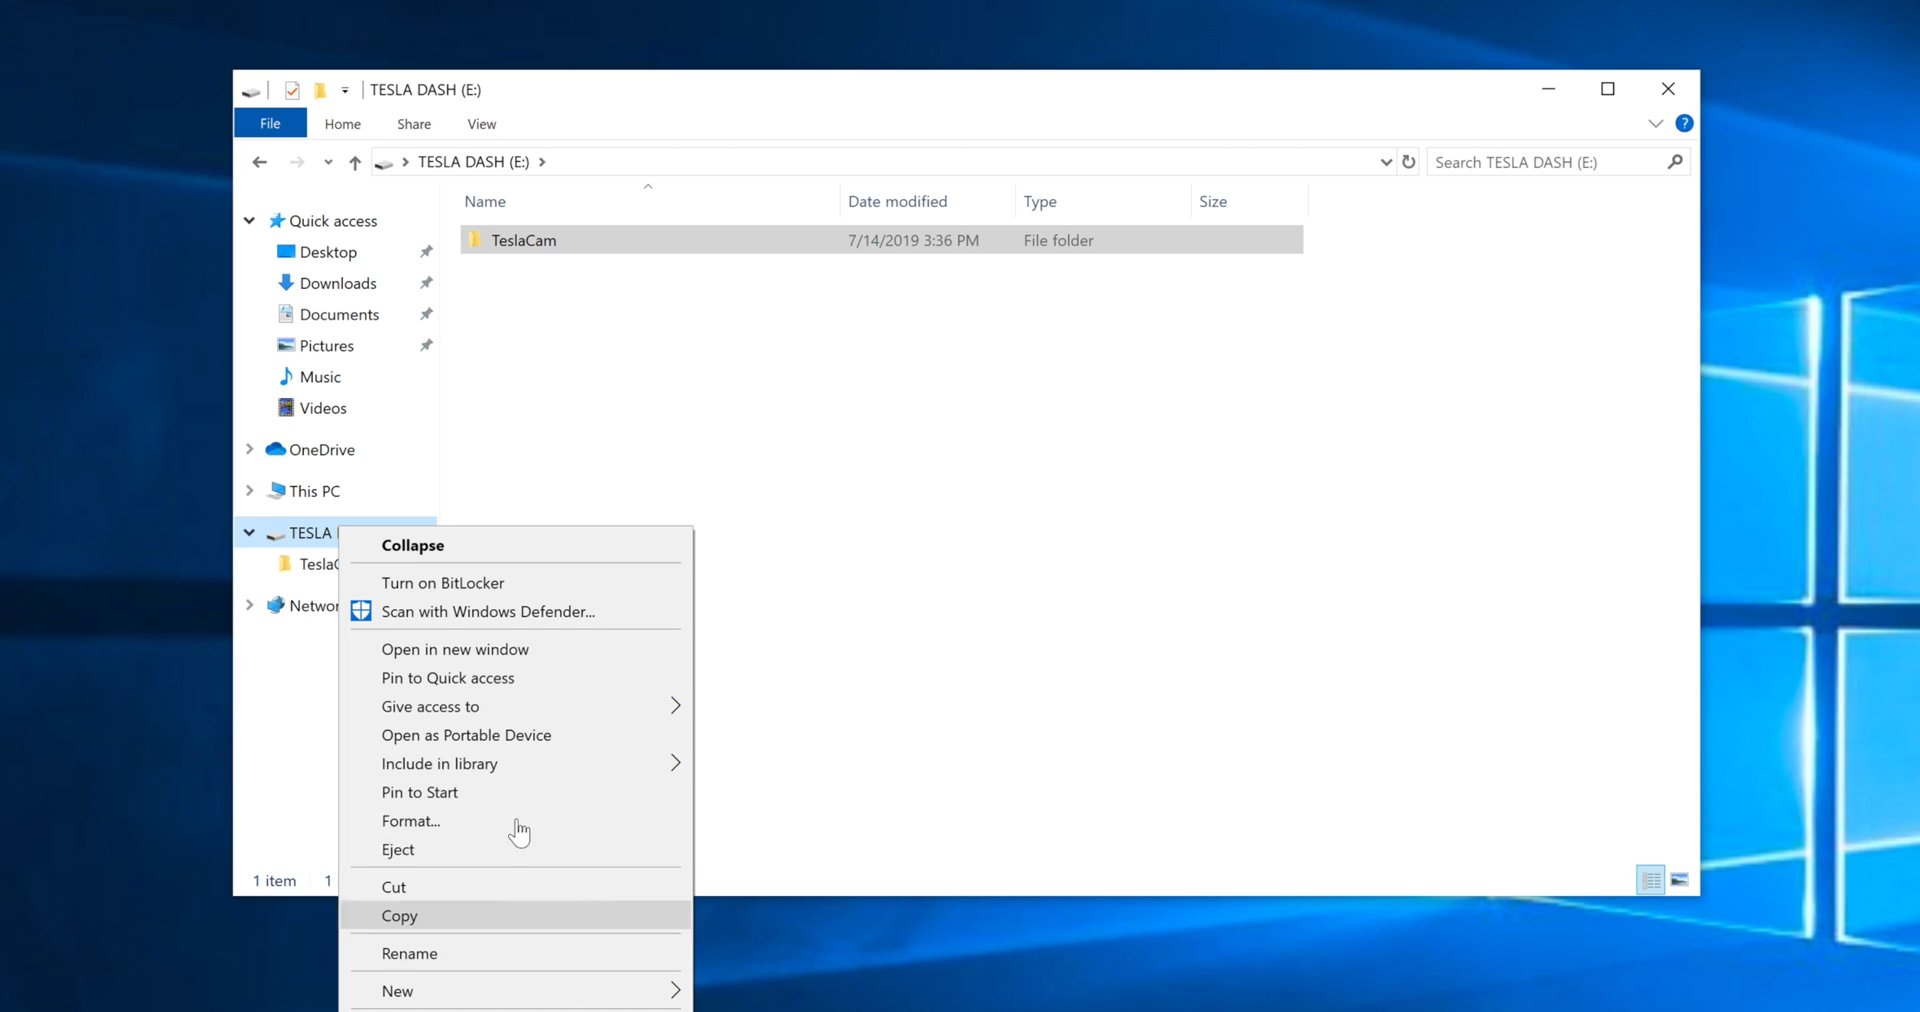 TESLA DASH (E:)
File Home Share View
?
TESLA DASH (E:)
Search TESLA DASH (E:)
Name Date modified Type Size
TeslaCam 7/14/2019 3:36 PM File folder
Quick access
Desktop
Downloads
Documents
Pictures
Music
Videos
OneDrive
This PC
TESLA
Collapse
Turn on BitLocker
Scan with Windows Defender...
Open in new window
Pin to Quick access
Give access to
Open as Portable Device
Include in library
Pin to Start
Format...
Eject
Cut
Copy
Rename
New
1 item 1